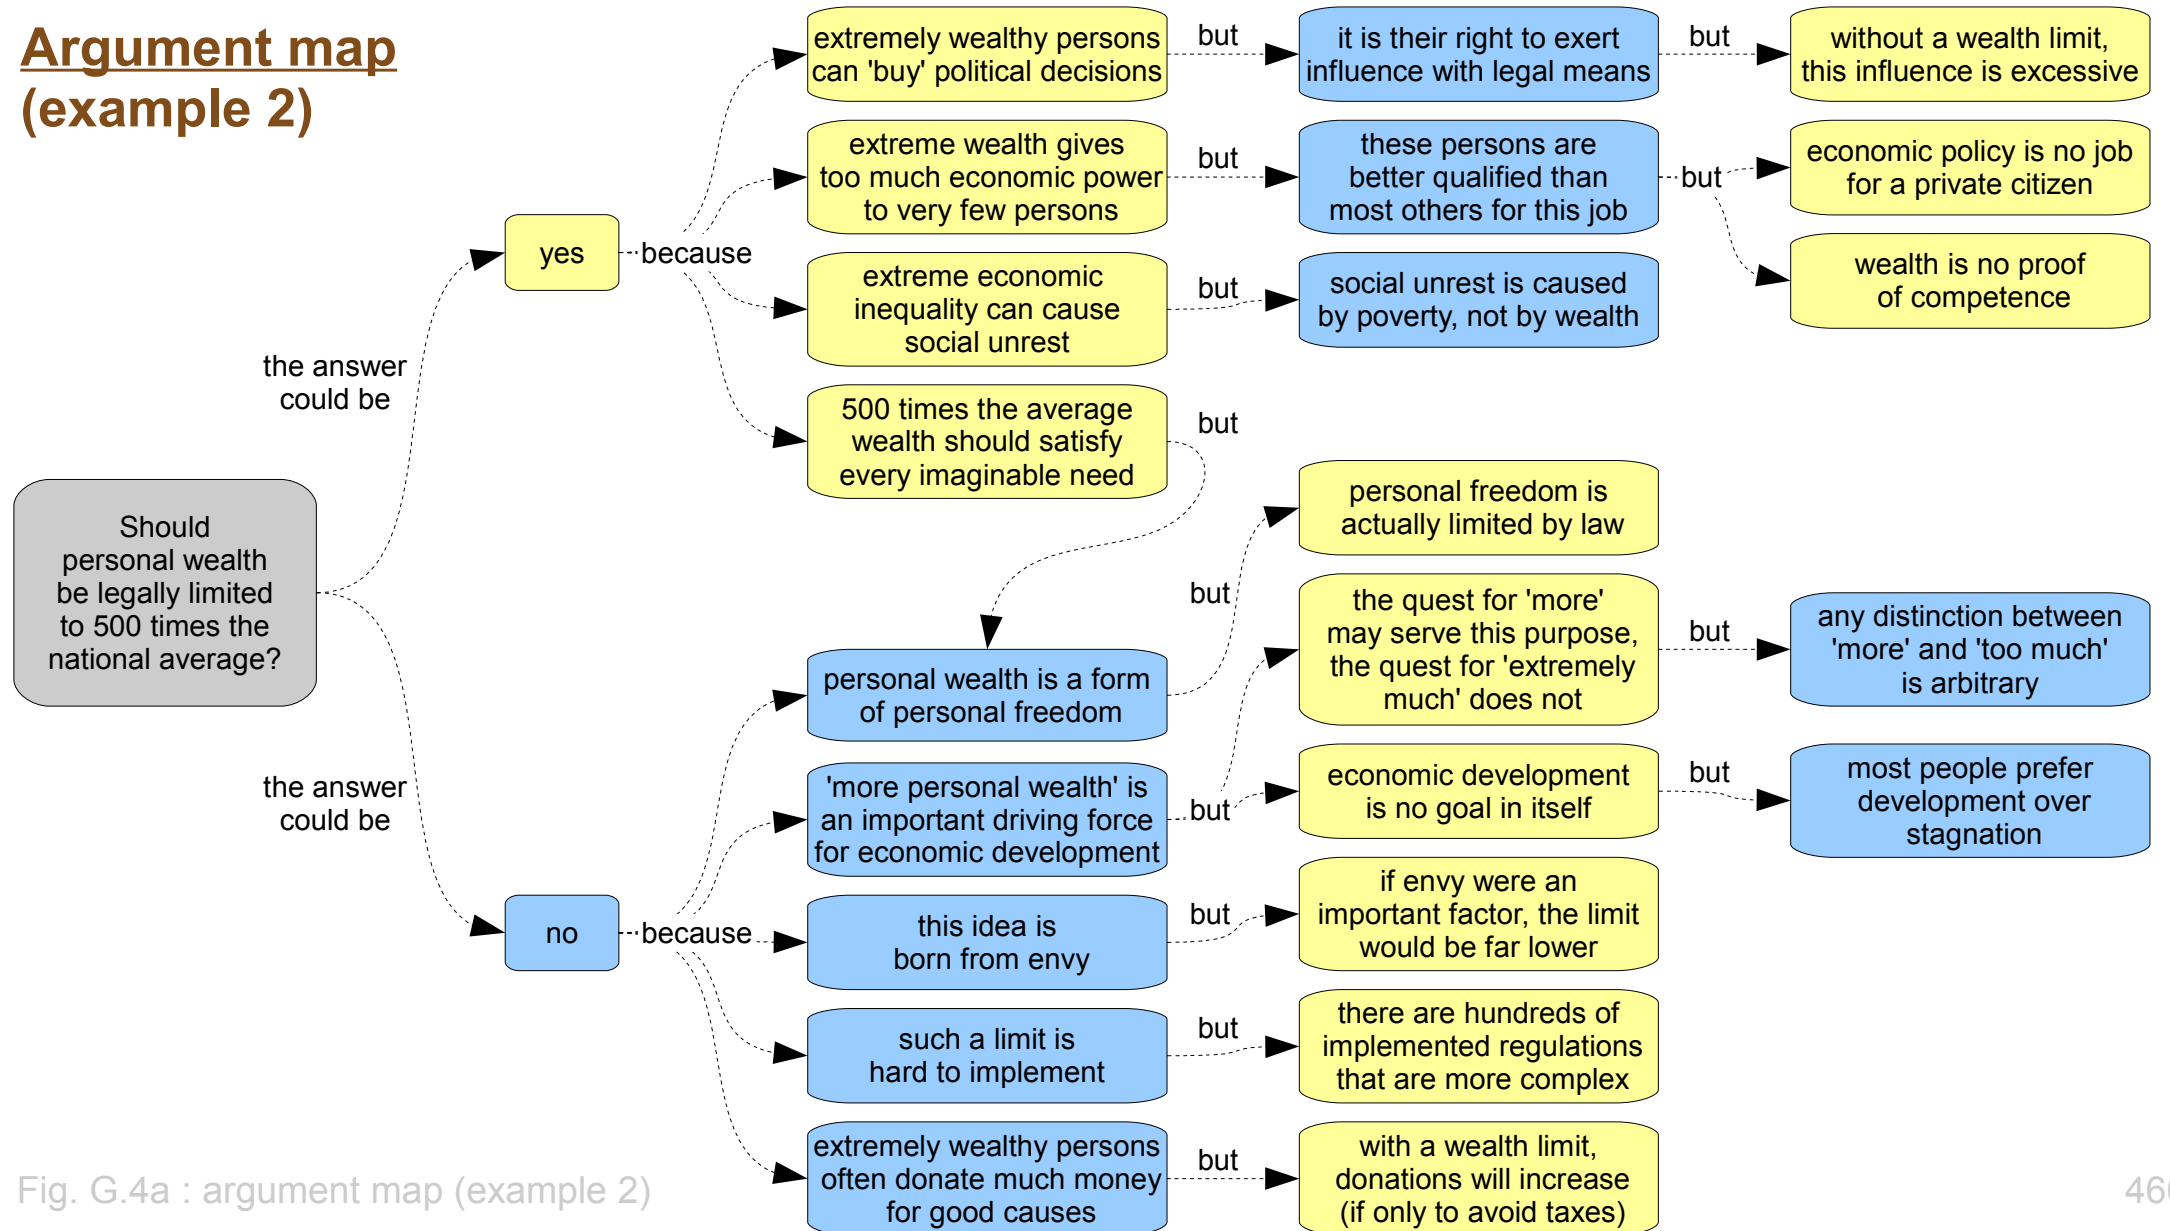 Argument map
(example 2)
Should
personal wealth
be legally limited
to 500 times the
national average?
the answer
could be
yes
because
extremely wealthy persons
can 'buy' political decisions
but
it is their right to exert
influence with legal means
but
without a wealth limit,
this influence is excessive
extreme wealth gives
too much economic power
to very few persons
but
these persons are
better qualified than
most others for this job
but
economic policy is no job
for a private citizen
wealth is no proof
of competence
extreme economic
inequality can cause
social unrest
but
social unrest is caused
by poverty, not by wealth
500 times the average
wealth should satisfy
every imaginable need
but
the answer
could be
no
because
personal wealth is a form
of personal freedom
but
personal freedom is
actually limited by law
'more personal wealth' is
an important driving force
for economic development
but
the quest for 'more'
may serve this purpose,
the quest for 'extremely
much' does not
but
any distinction between
'more' and 'too much'
is arbitrary
economic development
is no goal in itself
but
most people prefer
development over
stagnation
this idea is
born from envy
but
if envy were an
important factor, the limit
would be far lower
such a limit is
hard to implement
but
there are hundreds of
implemented regulations
that are more complex
extremely wealthy persons
often donate much money
for good causes
but
with a wealth limit,
donations will increase
(if only to avoid taxes)
Fig. G.4a : argument map (example 2)